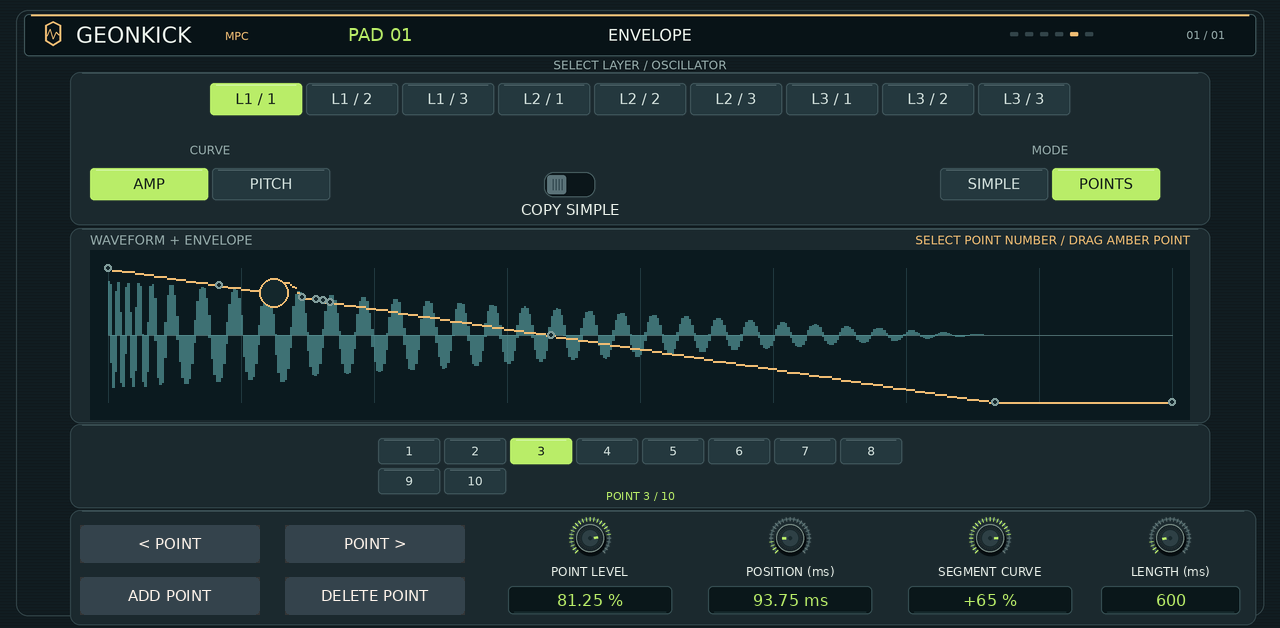 GEONKICK MPC PAD 01 ENVELOPE 01 / 01
SELECT LAYER / OSCILLATOR
L1 / 1 L1 / 2 L1 / 3 L2 / 1 L2 / 2 L2 / 3 L3 / 1 L3 / 2 L3 / 3
CURVE MODE
AMP PITCH SIMPLE POINTS
COPY SIMPLE
WAVEFORM + ENVELOPE SELECT POINT NUMBER / DRAG AMBER POINT
1 2 3 4 5 6 7 8
9 10
POINT 3 / 10
< POINT POINT >
POINT LEVEL POSITION (ms) SEGMENT CURVE LENGTH (ms)
ADD POINT DELETE POINT 81.25 % 93.75 ms +65 % 600